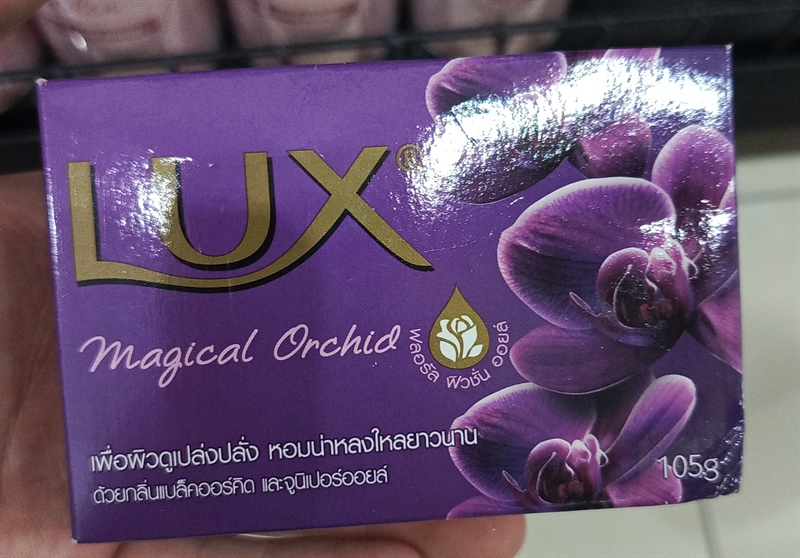 LUX®
Magical Orchid
ฟลอรัล ฟิวชั่น ออยล์
เพื่อผิวดูเปล่งปลั่ง หอมน่าหลงใหลยาวนาน
ด้วยกลิ่นแบล็คออร์คิด และจูนิเปอร์ออยล์
105g